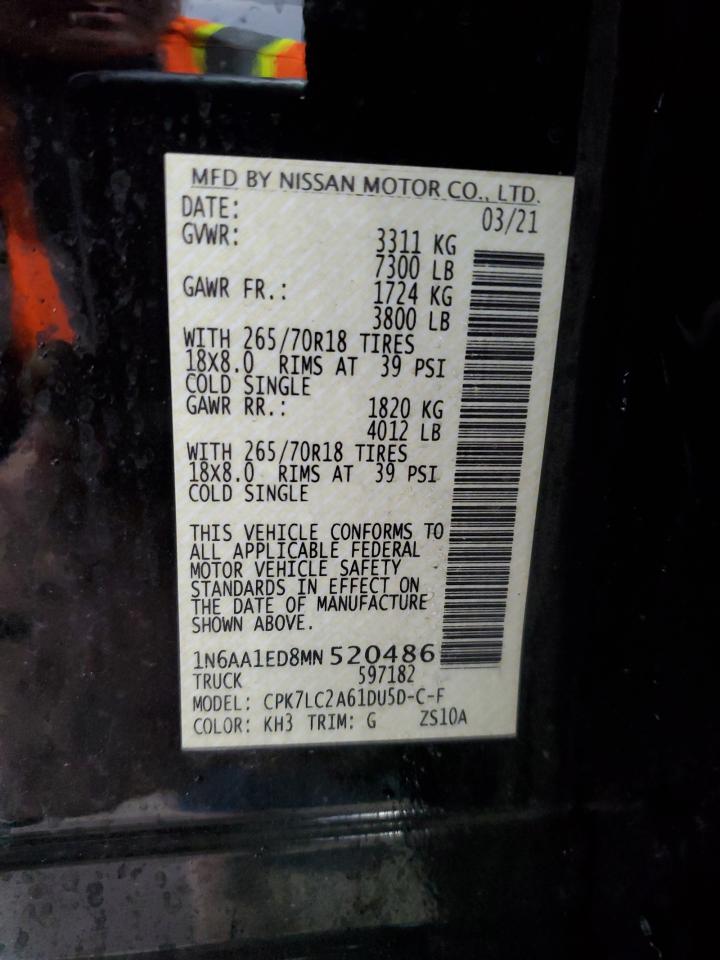 MFD BY NISSAN MOTOR CO., LTD.
DATE: 03/21
GVWR: 3311 KG
7300 LB
GAWR FR.: 1724 KG
3800 LB
WITH 265/70R18 TIRES
18X8.0 RIMS AT 39 PSI
COLD SINGLE
GAWR RR.: 1820 KG
4012 LB
WITH 265/70R18 TIRES
18X8.0 RIMS AT 39 PSI
COLD SINGLE
THIS VEHICLE CONFORMS TO
ALL APPLICABLE FEDERAL
MOTOR VEHICLE SAFETY
STANDARDS IN EFFECT ON
THE DATE OF MANUFACTURE
SHOWN ABOVE.
1N6AA1ED8MN 520486
TRUCK 597182
MODEL: CPK7LC2A61DU5D-C-F
COLOR: KH3 TRIM: G ZS10A